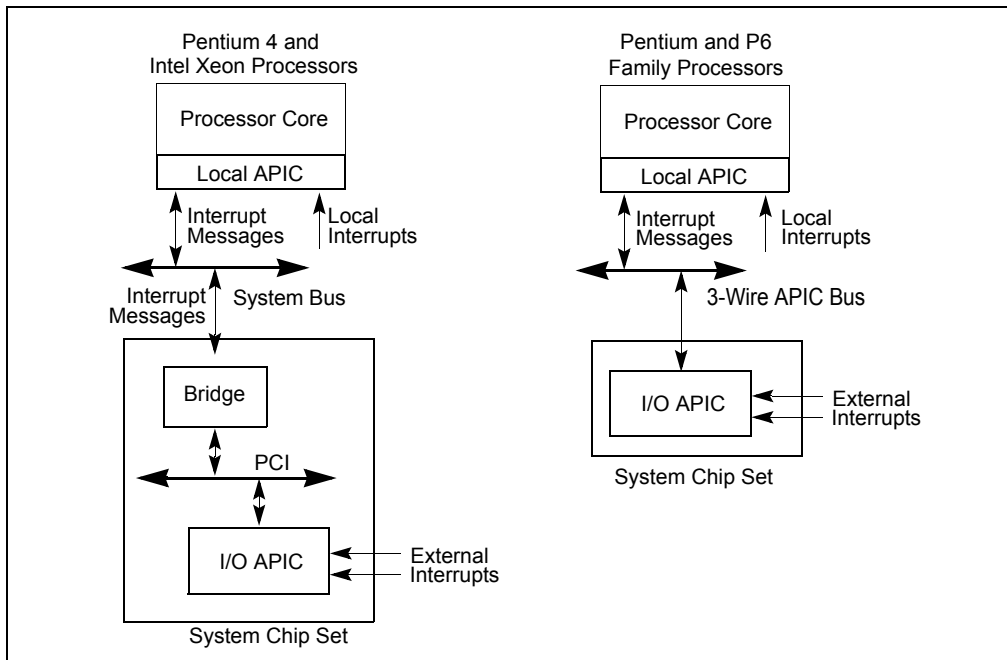 Pentium 4 and
Intel Xeon Processors
Processor Core
Local APIC
Interrupt
Messages
Local
Interrupts
Interrupt
Messages
System Bus
Bridge
PCI
I/O APIC
External
Interrupts
System Chip Set
Pentium and P6
Family Processors
Processor Core
Local APIC
Interrupt
Messages
Local
Interrupts
3-Wire APIC Bus
I/O APIC
External
Interrupts
System Chip Set